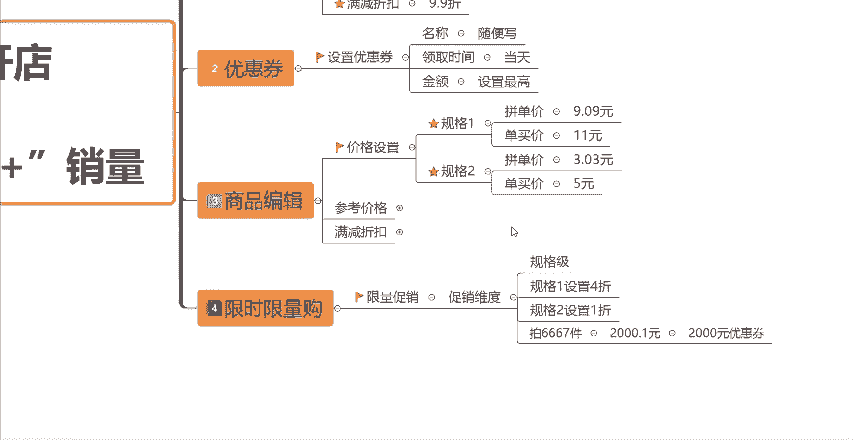 满减折扣 9.9折
开店
+”销量
2 优惠券
设置优惠券
名称 随便写
领取时间 当天
金额 设置最高
3 商品编辑
价格设置
规格1
拼单价 9.09元
单买价 11元
规格2
拼单价 3.03元
单买价 5元
参考价格
满减折扣
4 限时限量购
限量促销 促销维度
规格级
规格1设置4折
规格2设置1折
拍6667件 2000.1元 2000元优惠券